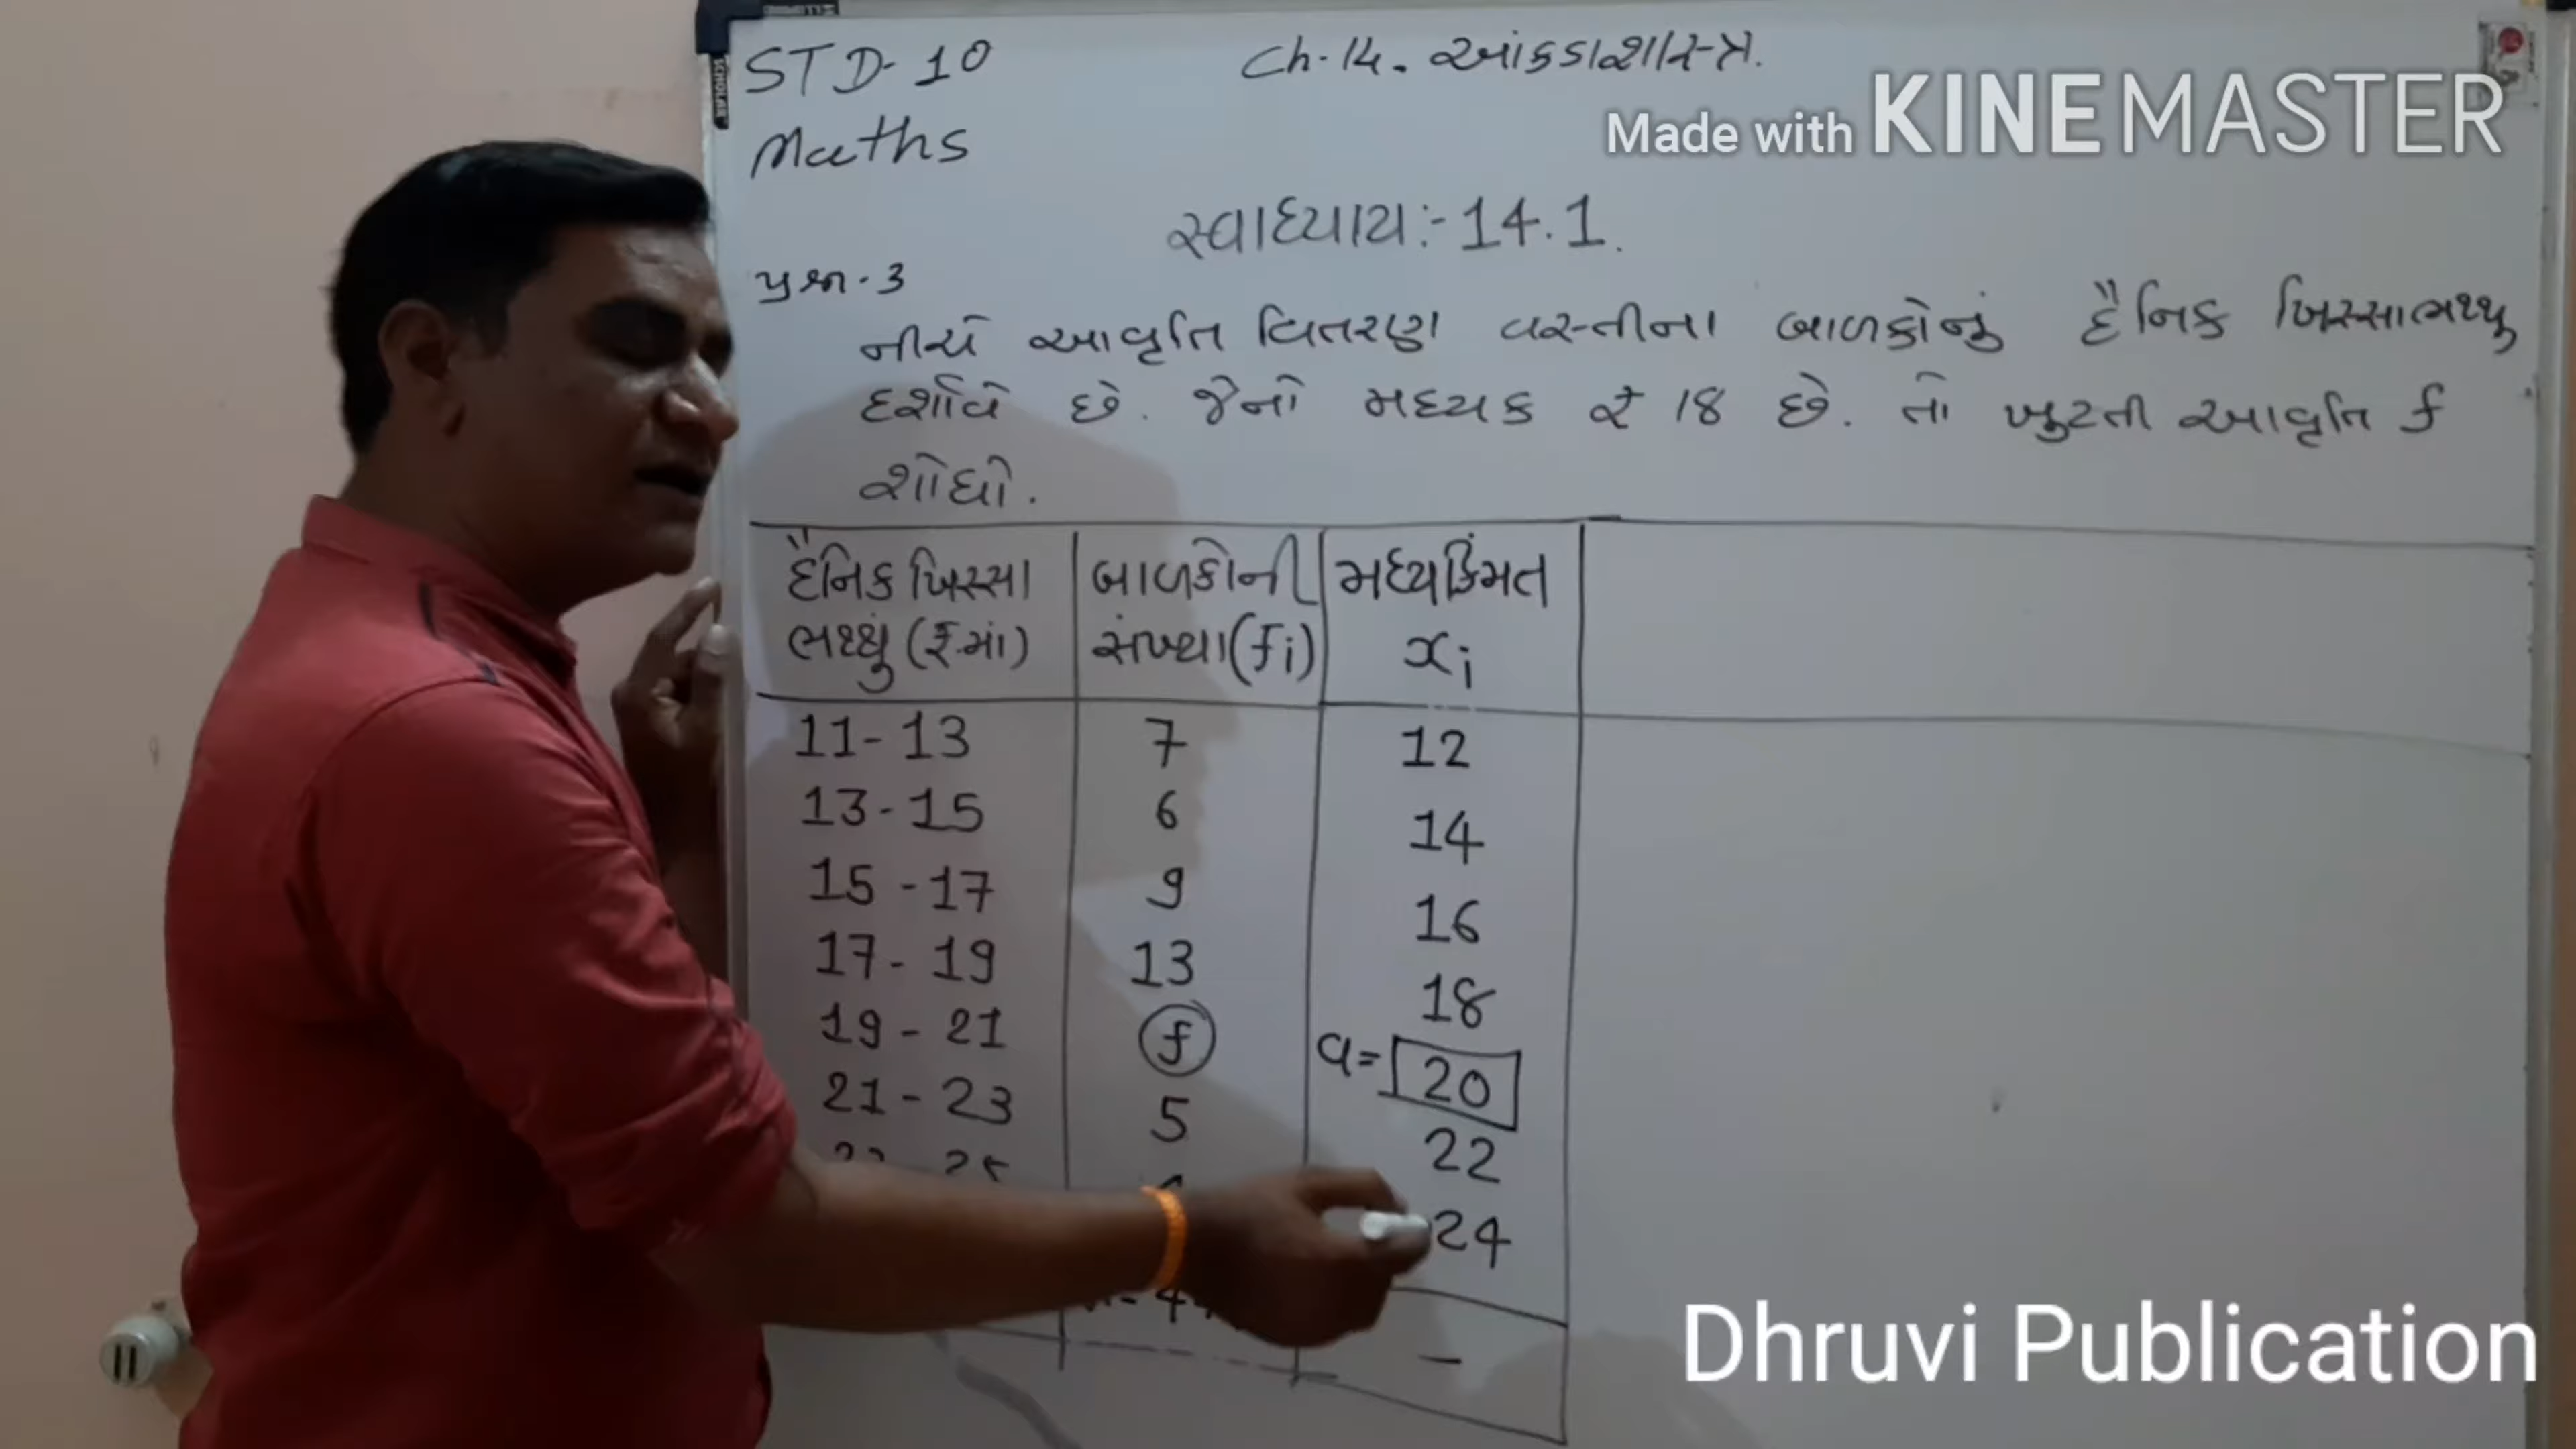 STD-10
Ch-14. આંકડાશાસ્ત્ર.
Made with KINEMASTER
Maths
સ્વાધ્યાય:-14.1.
પ્રશ્ન-3
નીચે આવૃતિ વિતરણ વસ્તીના બાળકોનું દૈનિક ખિસ્સાભથ્થુ
દર્શાવે છે. જેનો મધ્યક ₹ 18 છે. તો ખુટતી આવૃતિ f
શોધો.
દૈનિક ખિસ્સા બાળકોની મધ્યકિંમત
ભથ્થું (₹માં) સંખ્યા(fi) xi
11-13 7 12
13-15 6 14
15-17 9 16
17-19 13 18
19-21 f a=20
21-23 5 22
24
-
Dhruvi Publication